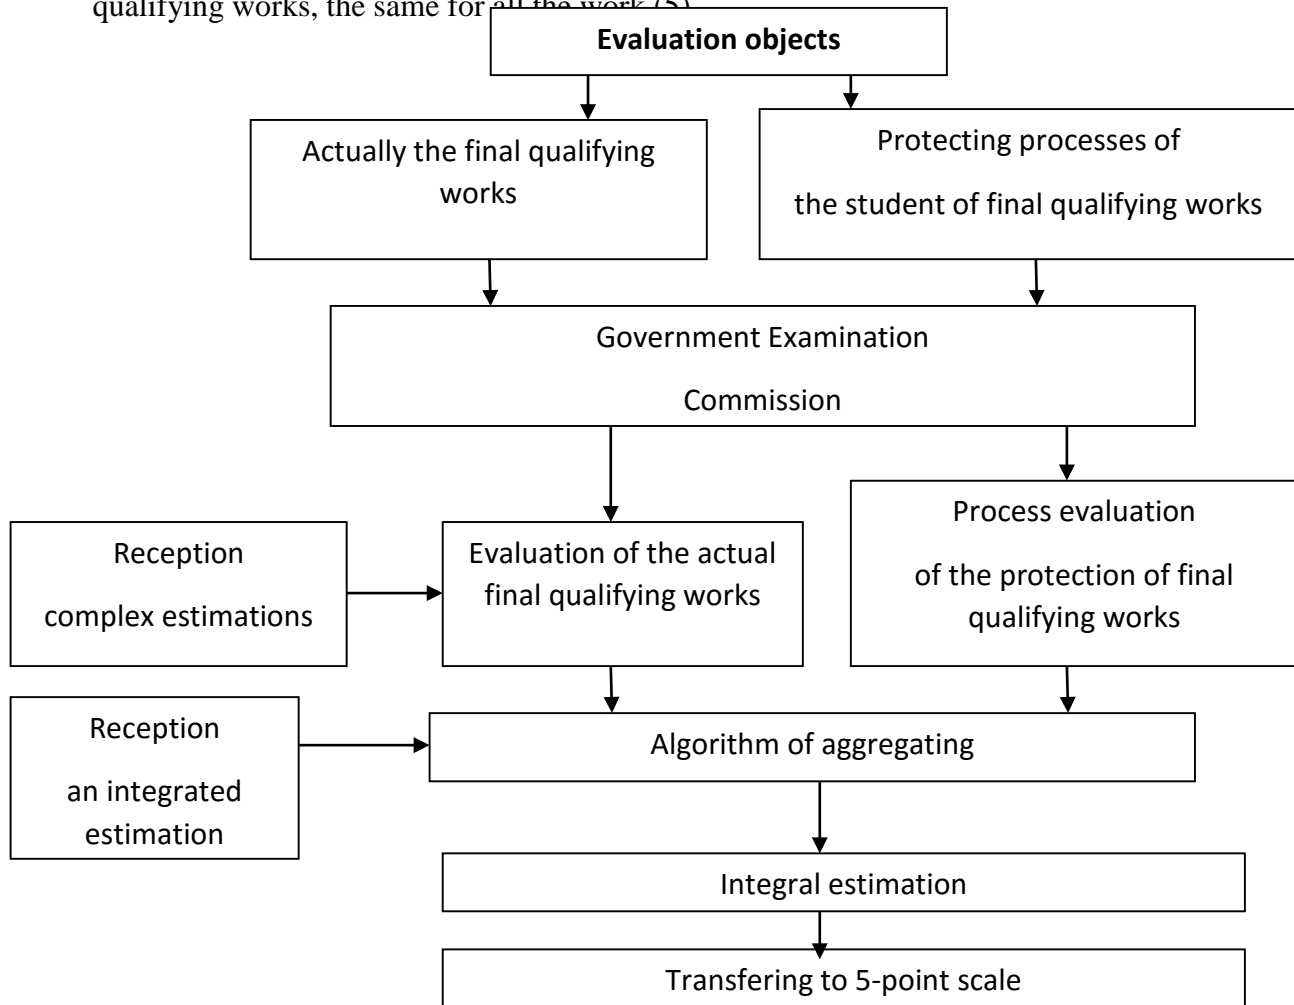 qualifying works, the same for all the work (5)
Evaluation objects
Actually the final qualifying
works
Protecting processes of
the student of final qualifying works
Government Examination
Commission
Reception
complex estimations
Evaluation of the actual
final qualifying works
Process evaluation
of the protection of final
qualifying works
Reception
an integrated
estimation
Algorithm of aggregating
Integral estimation
Transfering to 5-point scale